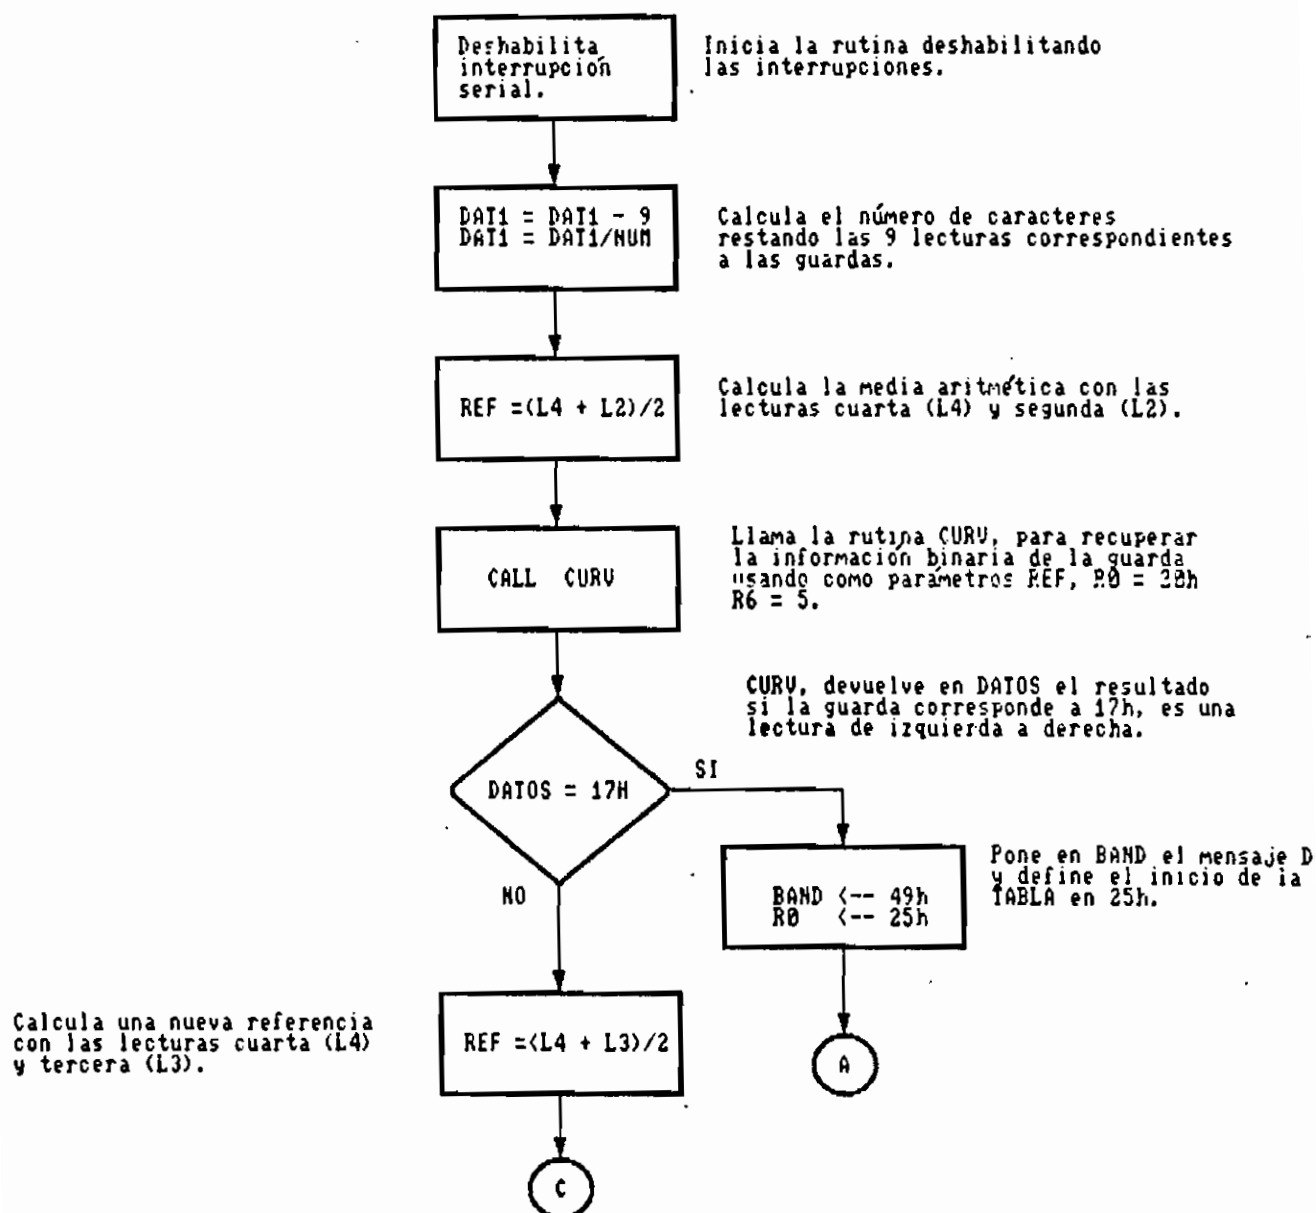 Deshabilita
interrupción
serial.
Inicia la rutina deshabilitando
las interrupciones.
DAT1 = DAT1 - 9
DAT1 = DAT1/NUM
Calcula el número de caracteres
restando las 9 lecturas correspondientes
a las guardas.
REF =(L4 + L2)/2
Calcula la media aritmética con las
lecturas cuarta (L4) y segunda (L2).
CALL CURV
Llama la rutina CURV, para recuperar
la información binaria de la guarda
usando como parámetros REF, R0 =
R6 = 5.
CURV, devuelve en DATOS el resultado
si la guarda corresponde a 17h, es una
lectura de izquierda a derecha.
DATOS = 17H
SI
NO
BAND <-- 49h
R0 <-- 25h
Pone en BAND el mensaje D
y define el inicio de la
TABLA en 25h.
Calcula una nueva referencia
con las lecturas cuarta (L4)
y tercera (L3).
REF =(L4 + L3)/2
A
C